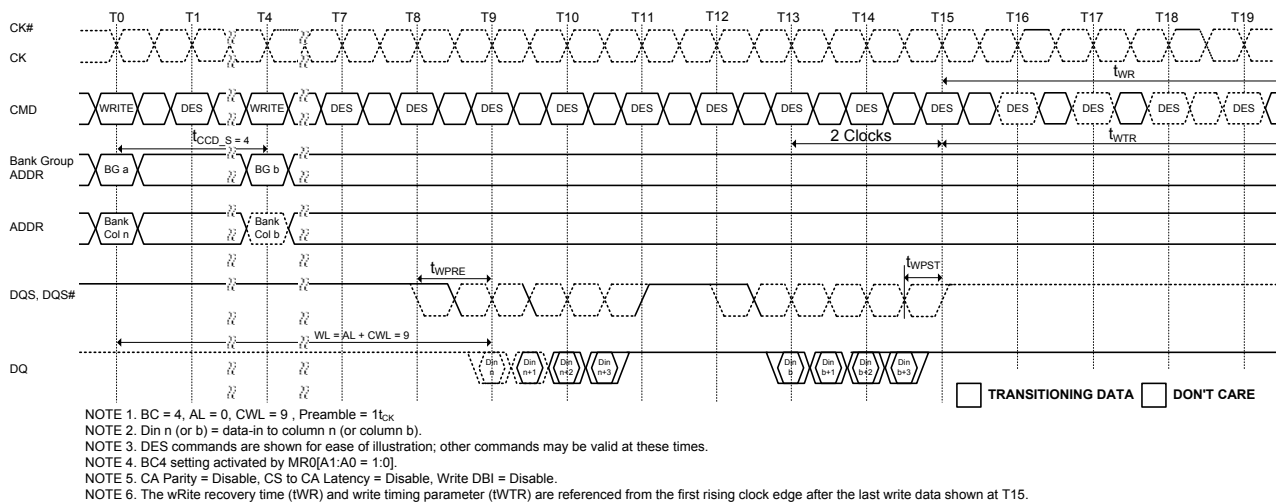 T0 T1 T4 T7 T8 T9 T10 T11 T12 T13 T14 T15 T16 T17 T18 T19
CK#
CK
tWR
CMD WRITE DES WRITE DES DES DES DES DES DES DES DES DES DES DES DES DES
tCCD_S = 4
2 Clocks
tWTR
Bank Group
ADDR
BG a BG b
ADDR
Bank
Col n
Bank
Col b
tWPRE
tWPST
DQS, DQS#
WL = AL + CWL = 9
DQ
Din
n
Din
n+1
Din
n+2
Din
n+3
Din
b
Din
b+1
Din
b+2
Din
b+3
TRANSITIONING DATA
DON'T CARE
NOTE 1. BC = 4, AL = 0, CWL = 9 , Preamble = 1tCK
NOTE 2. Din n (or b) = data-in to column n (or column b).
NOTE 3. DES commands are shown for ease of illustration; other commands may be valid at these times.
NOTE 4. BC4 setting activated by MR0[A1:A0 = 1:0].
NOTE 5. CA Parity = Disable, CS to CA Latency = Disable, Write DBI = Disable.
NOTE 6. The wRite recovery time (tWR) and write timing parameter (tWTR) are referenced from the first rising clock edge after the last write data shown at T15.